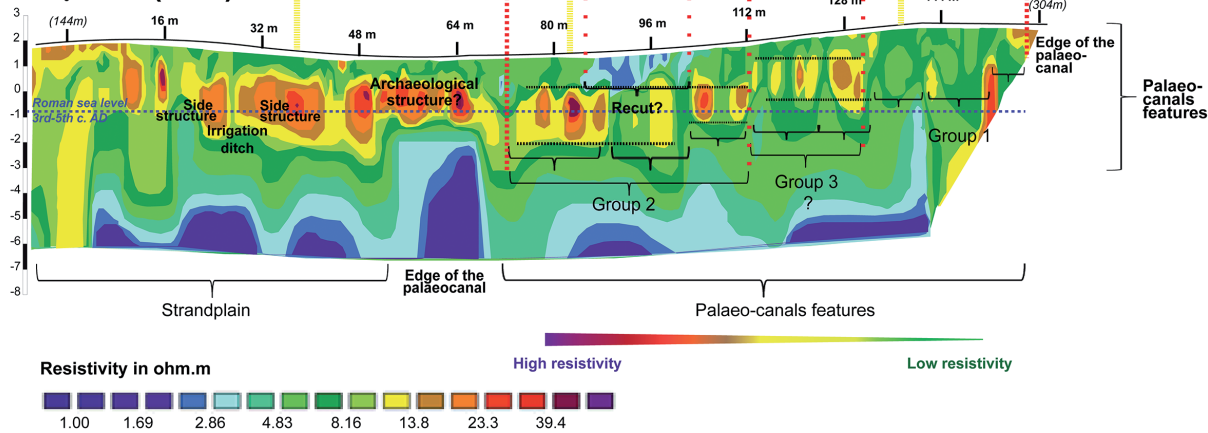 (144m) 16 m 32 m 48 m 64 m 80 m 96 m 112 m 128 m (304m)
3
2
1
0
-1
-2
-3
-4
-5
-6
-7
-8
Edge of the
palaeo-
canal
Palaeo-
canals
features
Roman sea level
3rd-5th c. AD
Side
structure
Irrigation
ditch
Side
structure
Archaeological
structure?
Recut?
Group 1
Group 2
Group 3
?
Strandplain
Edge of the
palaeocanal
Palaeo-canals features
High resistivity Low resistivity
Resistivity in ohm.m
1.00 1.69 2.86 4.83 8.16 13.8 23.3 39.4